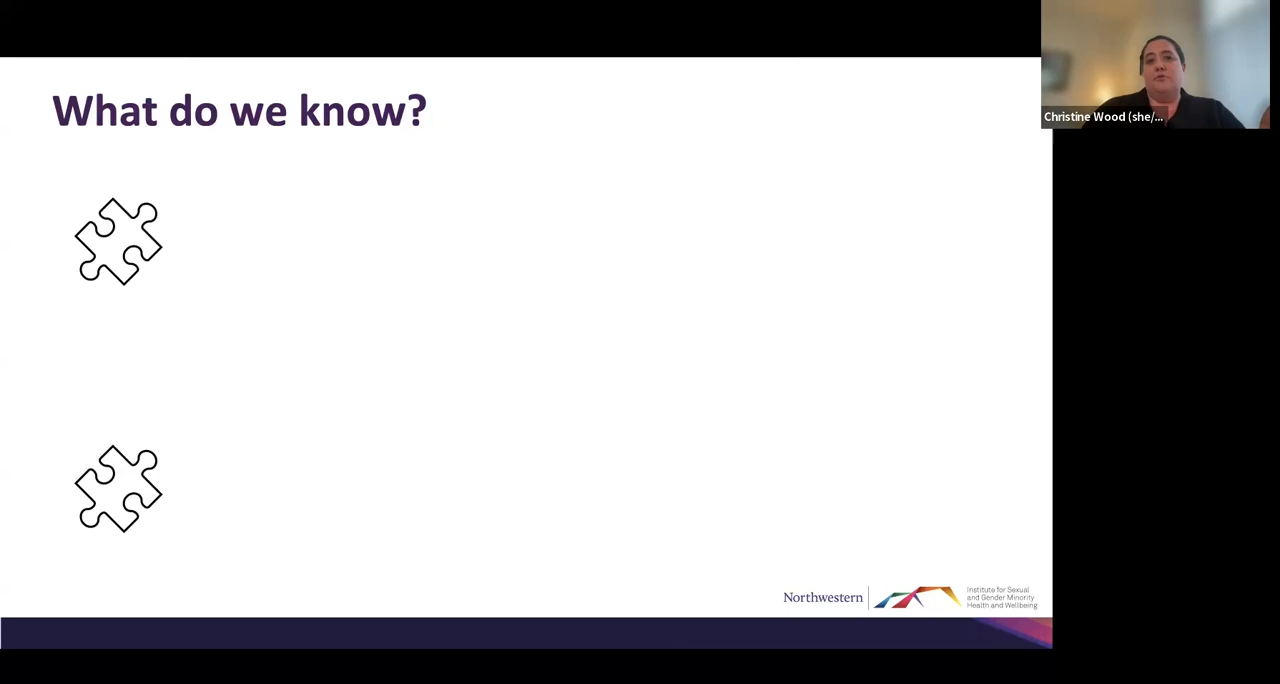 What do we know?
Christine Wood (she/...
Northwestern
Institute for Sexual
and Gender Minority
Health and Wellbeing